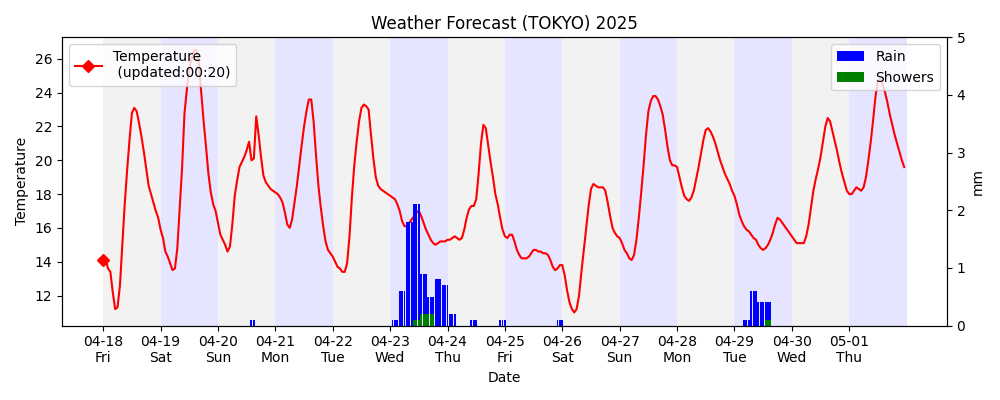 Weather Forecast (TOKYO) 2025
Temperature
(updated:00:20)
Rain
Showers
Temperature
26
24
22
20
18
16
14
12
5
4
3
2
1
0
mm
04-18 04-19 04-20 04-21 04-22 04-23 04-24 04-25 04-26 04-27 04-28 04-29 04-30 05-01
Fri Sat Sun Mon Tue Wed Thu Fri Sat Sun Mon Tue Wed Thu
Date